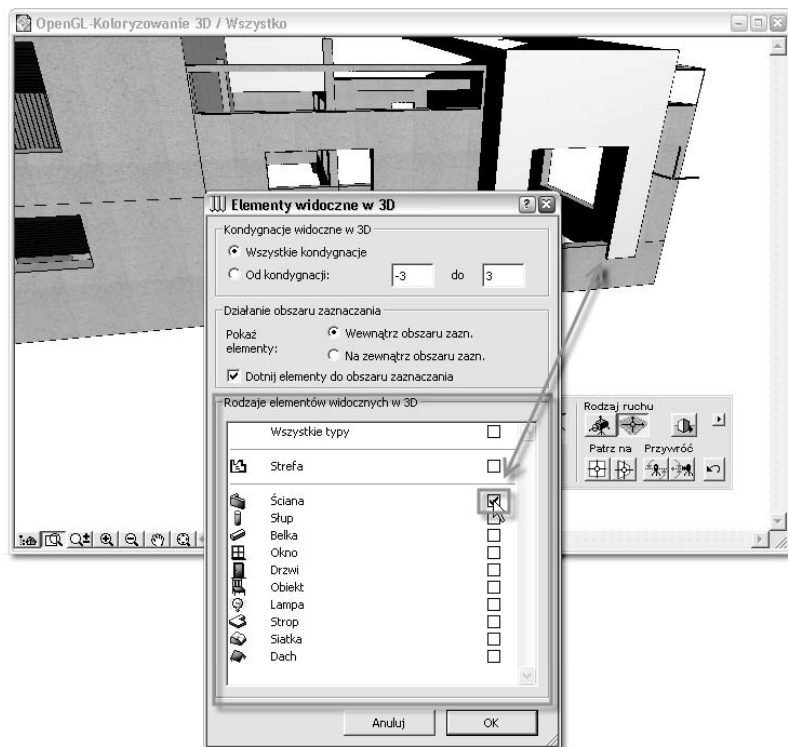 OpenGL-Koloryzowanie 3D / Wszystko
Elementy widoczne w 3D
Kondygnacje widoczne w 3D
Wszystkie kondygnacje
Od kondygnacji: -3 do 3
Działanie obszaru zaznaczania
Pokaż elementy:
Wewnątrz obszaru zazn.
Na zewnątrz obszaru zazn.
Dotnij elementy do obszaru zaznaczania
Rodzaje elementów widocznych w 3D
Wszystkie typy
Strefa
Ściana
Słup
Belka
Okno
Drzwi
Obiekt
Lampa
Strop
Siatka
Dach
Anuluj OK
Rodzaj ruchu
Patrz na Przywróć